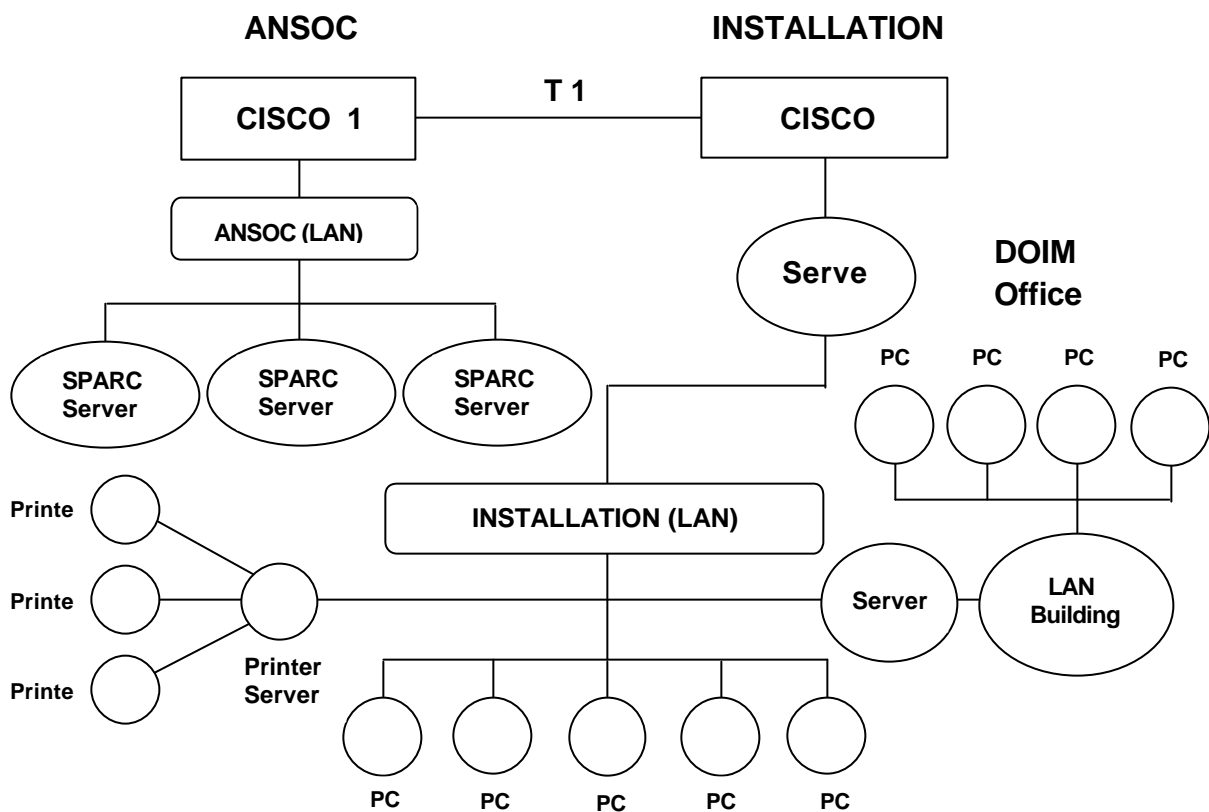 ANSOC
INSTALLATION
T 1
CISCO 1
CISCO
ANSOC (LAN)
Serve
DOIM
Office
SPARC
Server
SPARC
Server
SPARC
Server
PC
PC
PC
PC
Printe
INSTALLATION (LAN)
Printe
Server
LAN
Building
Printe
Printer
Server
PC
PC
PC
PC
PC